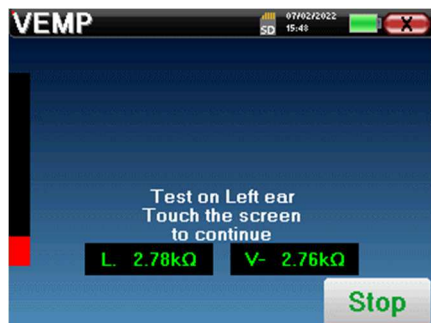 VEMP
SD
07/02/2022
15:48
X
Test on Left ear
Touch the screen
to continue
L. 2.78kΩ
V- 2.76kΩ
Stop